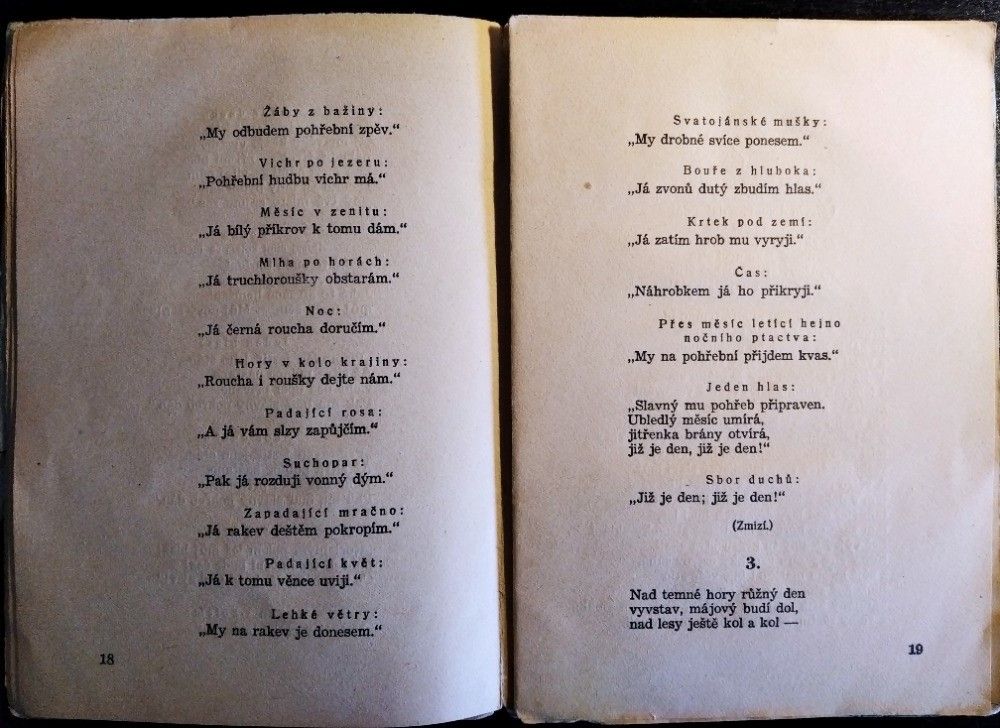 Žáby z bažiny:
„My odbudem pohřební zpěv.“
Vichr po jezeru:
„Pohřební hudbu vichr má.“
Měsíc v zenitu:
„Já bílý příkrov k tomu dám.“
Mlha po horách:
„Já truchloroušky obstarám.“
Noc:
„Já černá roucha doručím.“
Hory v kolo krajiny:
„Roucha i roušky dejte nám.“
Padající rosa:
„A já vám slzy zapůjčím.“
Suchopar:
„Pak já rozduji vonný dým.“
Zapadající mračno:
„Já rakev deštěm pokropím.“
Padající květ:
„Já k tomu věnce uviji.“
Lehké větry:
„My na rakev je donesem.“
18
Svatojánské mušky:
„My drobné svíce ponesem.“
Bouře z hluboka:
„Já zvonů dutý zbudím hlas.“
Krtek pod zemí:
„Já zatím hrob mu vyryji.“
Čas:
„Náhrobkem já ho přikryji.“
Přes měsíc letící hejno
nočního ptactva:
„My na pohřební přijdem kvas.“
Jeden hlas:
„Slavný mu pohřeb připraven.
Ubledlý měsíc umírá,
jitřenka brány otvírá,
již je den, již je den!“
Sbor duchů:
„Již je den; již je den!“
(Zmizí.)
3.
Nad temné hory růžný den
vyvstav, májový budí dol,
nad lesy ještě kol a kol —
19